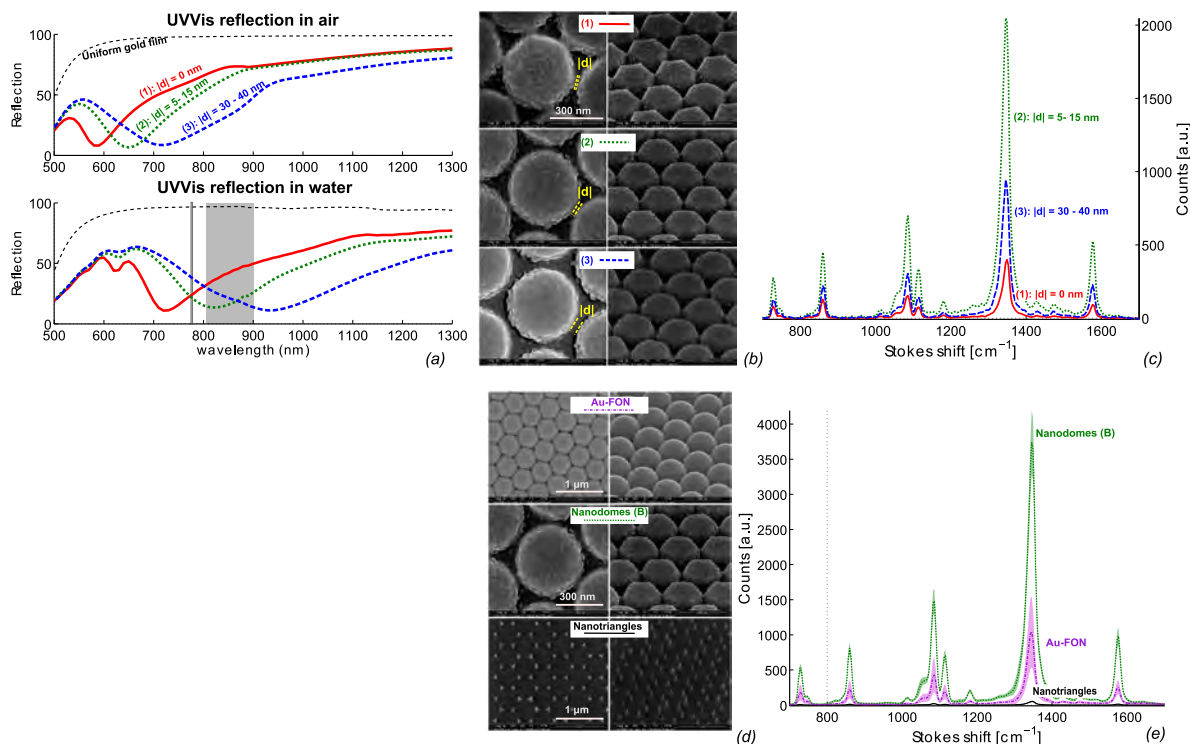 UVVis reflection in air
100
50
0
Reflection
Uniform gold film
(1): |d| = 0 nm
(2): |d| = 5- 15 nm
(3): |d| = 30 - 40 nm
500 600 700 800 900 1000 1100 1200 1300
UVVis reflection in water
100
50
0
Reflection
500 600 700 800 900 1000 1100 1200 1300
wavelength (nm)
(a)
(1)
|d|
300 nm
(2)
|d|
(3)
|d|
(b)
2000
1500
1000
500
0
Counts [a.u.]
(2): |d| = 5- 15 nm
(3): |d| = 30 - 40 nm
(1): |d| = 0 nm
800 1000 1200 1400 1600
Stokes shift [cm⁻¹]
(c)
Au-FON
1 µm
Nanodomes (B)
300 nm
Nanotriangles
1 µm
(d)
4000
3500
3000
2500
2000
1500
1000
500
0
Counts [a.u.]
Nanodomes (B)
Au-FON
Nanotriangles
800 1000 1200 1400 1600
Stokes shift [cm⁻¹]
(e)